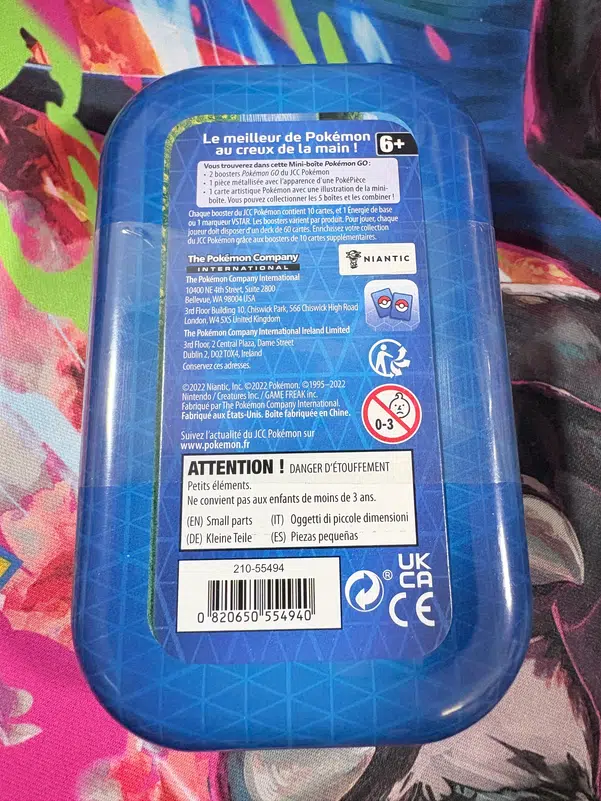 Le meilleur de Pokémon
au creux de la main !
6+
Vous trouverez dans cette Mini-boîte Pokémon GO :
• 2 boosters Pokémon GO du JCC Pokémon
• 1 pièce métallisée avec l'apparence d'une PokéPièce
• 1 carte artistique Pokémon avec une illustration de la mini-
boîte. Vous pouvez collectionner les 5 boîtes et les combiner !
Chaque booster du JCC Pokémon contient 10 cartes, et 1 Énergie de base
ou 1 marqueur VSTAR. Les boosters varient par produit. Pour jouer, chaque
joueur doit disposer d'un deck de 60 cartes. Enrichissez votre collection
du JCC Pokémon grâce aux boosters de 10 cartes supplémentaires.
The Pokémon Company
INTERNATIONAL
NIANTIC
The Pokémon Company International
10400 NE 4th Street, Suite 2800
Bellevue, WA 98004 USA
3rd Floor Building 10, Chiswick Park, 566 Chiswick High Road
London, W4 5XS United Kingdom
The Pokémon Company International Ireland Limited
3rd Floor, 2 Central Plaza, Dame Street
Dublin 2, D02 T0X4, Ireland
Conservez ces adresses.
©2022 Niantic, Inc. ©2022 Pokémon. ©1995–2022
Nintendo / Creatures Inc. / GAME FREAK inc.
Fabriqué par The Pokémon Company International.
Fabriqué aux États-Unis. Boîte fabriquée en Chine.
0-3
Suivez l'actualité du JCC Pokémon sur
www.pokemon.fr
ATTENTION ! DANGER D'ÉTOUFFEMENT
Petits éléments.
Ne convient pas aux enfants de moins de 3 ans.
(EN) Small parts (IT) Oggetti di piccole dimensioni
(DE) Kleine Teile (ES) Piezas pequeñas
210-55494
0 820650 554940
®
UK
CA
CE